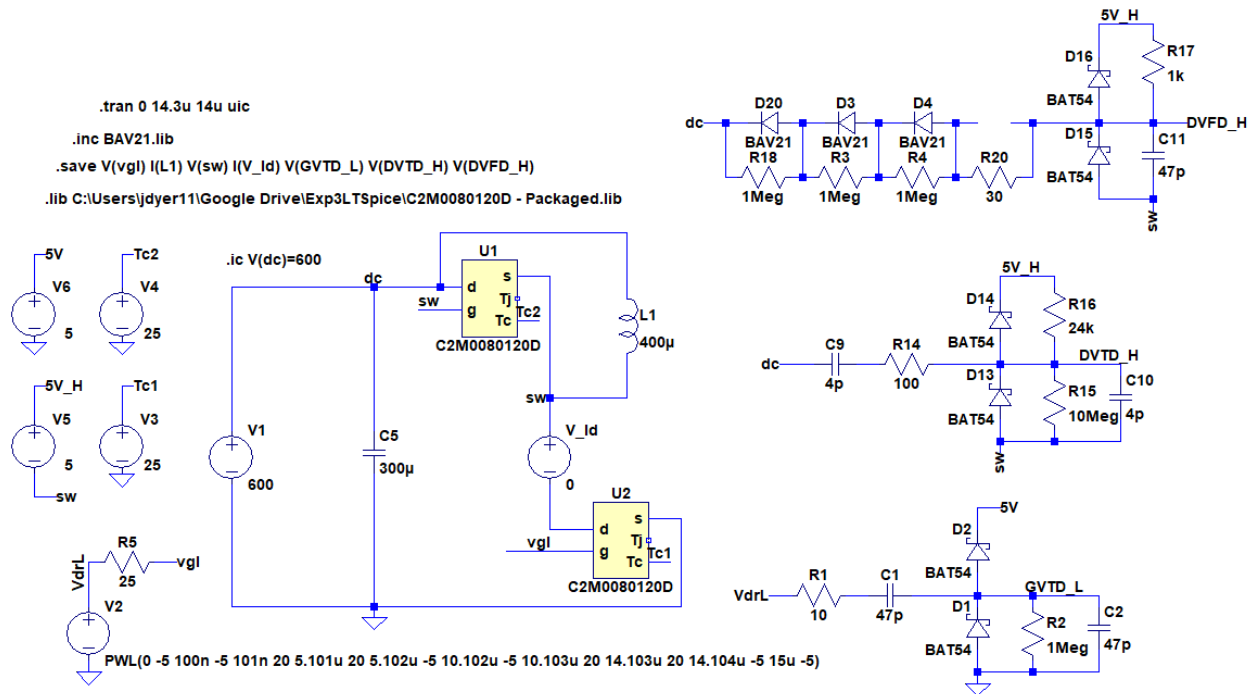 .tran 0 14.3u 14u uic
.inc BAV21.lib
.save V(vgl) I(L1) V(sw) I(V_Id) V(GVTD_L) V(DVTD_H) V(DVFD_H)
.lib C:\Users\jdyer11\Google Drive\Exp3LTSpice\C2M0080120D - Packaged.lib
5V
V6
5
Tc2
V4
25
5V_H
V5
5
sw
Tc1
V3
25
VdrL
R5
25
vgl
V2
PWL(0 -5 100n -5 101n 20 5.101u 20 5.102u -5 10.102u -5 10.103u 20 14.103u 20 14.104u -5 15u -5)
.ic V(dc)=600
dc
V1
600
C5
300µ
U1
d
g
s
Tj
Tc
Tc2
sw
C2M0080120D
L1
400µ
sw
V_Id
0
U2
d
g
s
Tj
Tc
Tc1
vgl
C2M0080120D
dc
D20
BAV21
D3
BAV21
D4
BAV21
R18
1Meg
R3
1Meg
R4
1Meg
R20
30
5V_H
D16
BAT54
R17
1k
DVFD_H
D15
BAT54
C11
47p
sw
5V_H
D14
BAT54
R16
24k
dc
C9
4p
R14
100
DVTD_H
D13
BAT54
R15
10Meg
C10
4p
sw
5V
D2
BAT54
VdrL
R1
10
C1
47p
GVTD_L
D1
BAT54
R2
1Meg
C2
47p